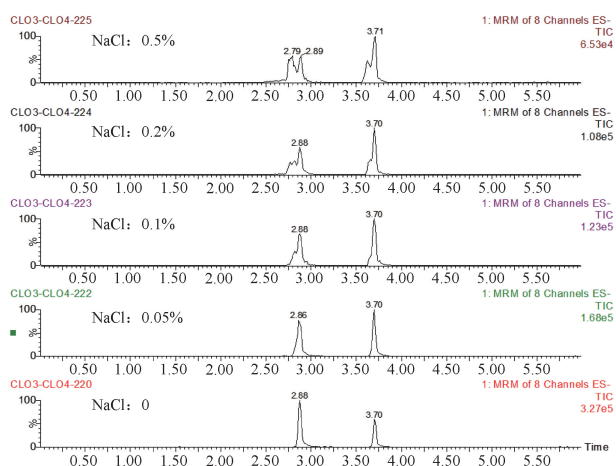 CLO3-CLO4-225
1: MRM of 8 Channels ES-
TIC
6.53e4
NaCl: 0.5%
2.79 2.89 3.71
100
%
0
1.00 0.50 1.50 2.00 2.50 3.00 3.50 4.00 4.50 5.00 5.50
CLO3-CLO4-224
1: MRM of 8 Channels ES-
TIC
1.08e5
NaCl: 0.2%
2.88 3.70
100
%
0
0.50 1.00 1.50 2.00 2.50 3.00 3.50 4.00 4.50 5.00 5.50
CLO3-CLO4-223
1: MRM of 8 Channels ES-
TIC
1.23e5
NaCl: 0.1%
2.88 3.70
100
%
0
0.50 1.00 1.50 2.00 2.50 3.00 3.50 4.00 4.50 5.00 5.50
CLO3-CLO4-222
1: MRM of 8 Channels ES-
TIC
1.68e5
NaCl: 0.05%
2.86 3.70
100
%
0
0.50 1.00 1.50 2.00 2.50 3.00 3.50 4.00 4.50 5.00 5.50
CLO3-CLO4-220
1: MRM of 8 Channels ES-
TIC
3.27e5
NaCl: 0
2.88 3.70
100
%
0
Time
0.50 1.00 1.50 2.00 2.50 3.00 3.50 4.00 4.50 5.00 5.50